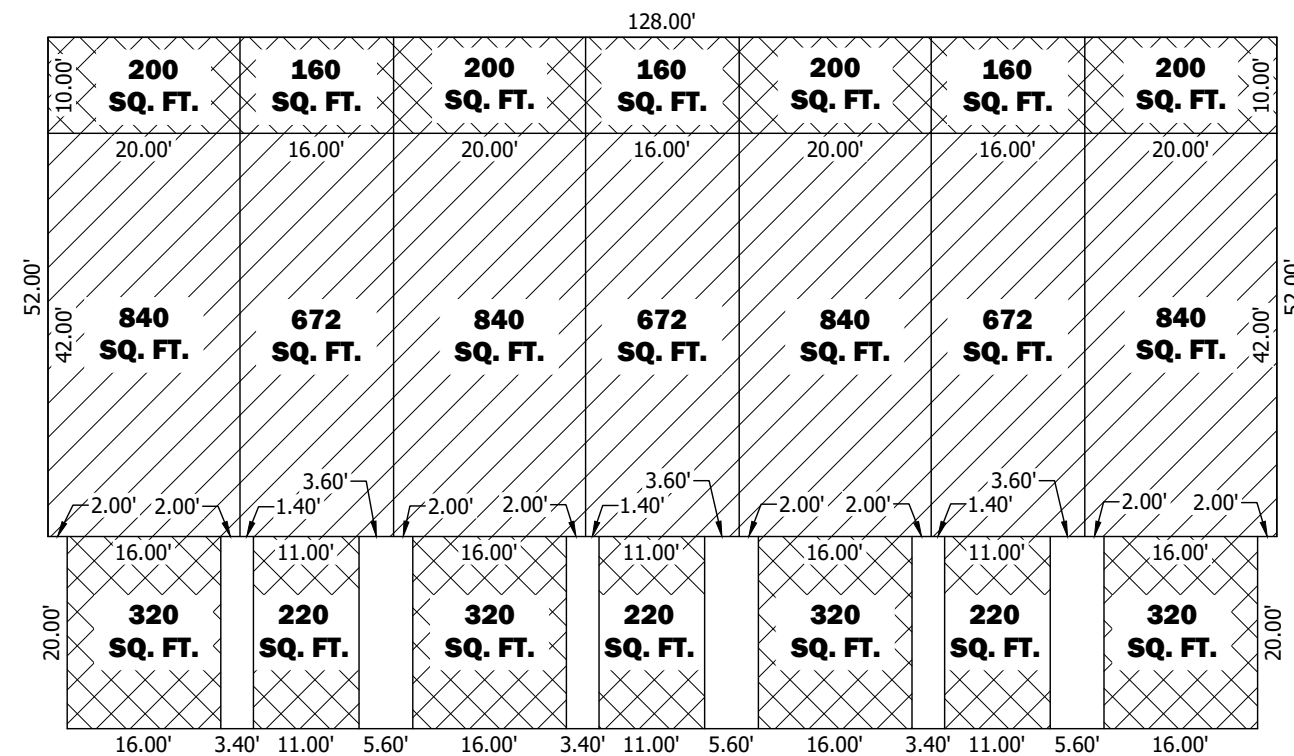 128.00'
10.00' 200 160 200 160 200 160 200 10.00'
SQ. FT. SQ. FT. SQ. FT. SQ. FT. SQ. FT. SQ. FT. SQ. FT.
20.00' 16.00' 20.00' 16.00' 20.00' 16.00' 20.00'
52.00' 42.00' 840 672 840 672 840 672 840 42.00' 52.00'
SQ. FT. SQ. FT. SQ. FT. SQ. FT. SQ. FT. SQ. FT. SQ. FT.
3.60' 3.60' 3.60'
2.00' 2.00' 1.40' 2.00' 2.00' 1.40' 2.00' 2.00' 1.40' 2.00' 2.00'
16.00' 11.00' 16.00' 11.00' 16.00' 11.00' 16.00'
20.00' 320 220 320 220 320 220 320 20.00'
SQ. FT. SQ. FT. SQ. FT. SQ. FT. SQ. FT. SQ. FT. SQ. FT.
16.00' 3.40' 11.00' 5.60' 16.00' 3.40' 11.00' 5.60' 16.00' 3.40' 11.00' 5.60' 16.00'